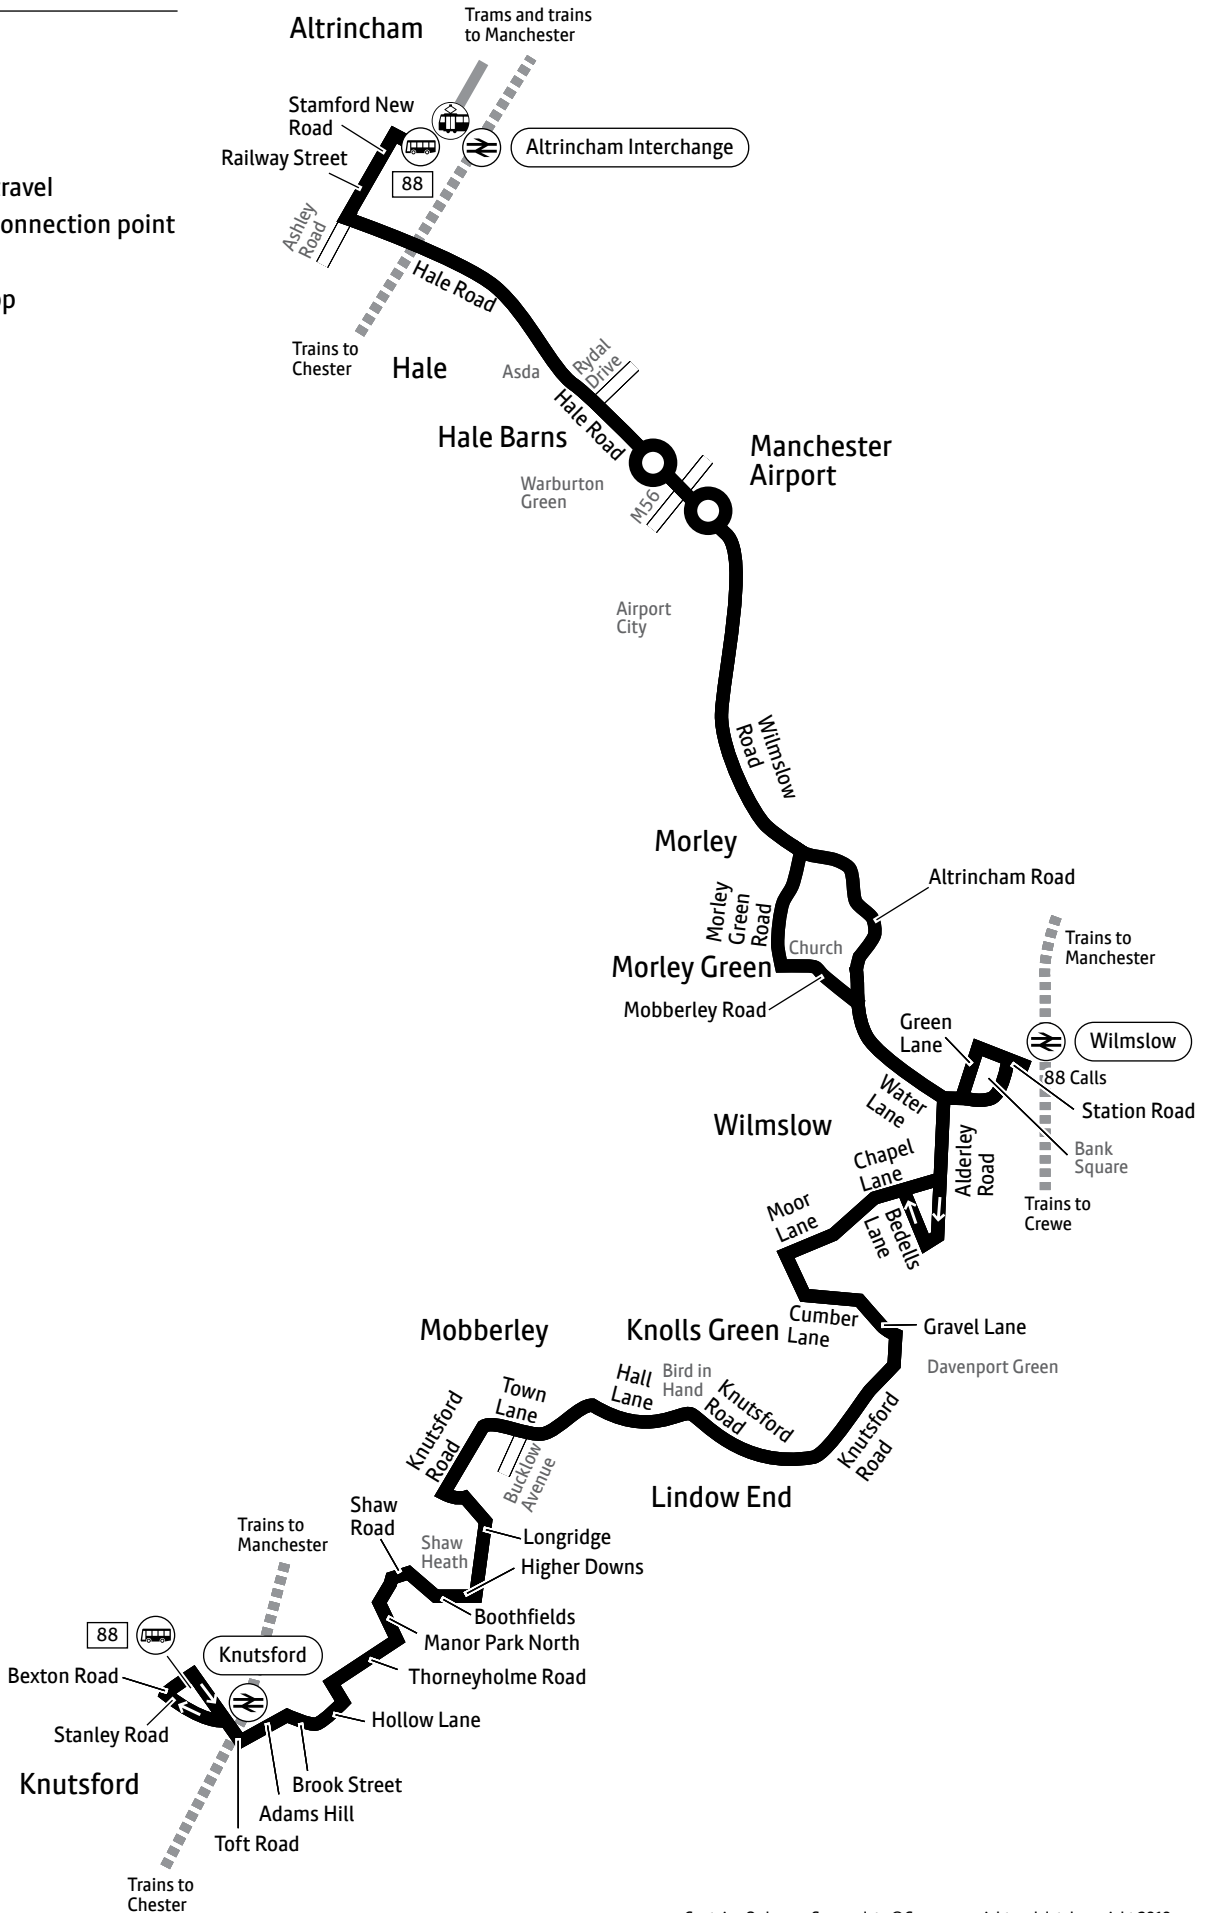 Altrincham
Trams and trains
to Manchester
Stamford New
Road
Railway Street
Altrincham Interchange
88
ravel
onnection point
op
Ashley
Road
Hale Road
Trains to
Chester
Hale
Asda
Rydal
Drive
Hale Road
Hale Barns
Manchester
Airport
Warburton
Green
M56
Airport
City
Wilmslow
Road
Morley
Altrincham Road
Morley
Green
Road
Church
Morley Green
Mobberley Road
Trains to
Manchester
Green
Lane
Wilmslow
88 Calls
Station Road
Water
Lane
Wilmslow
Bank
Square
Chapel
Lane
Alderley
Road
Trains to
Crewe
Moor
Lane
Bedells
Lane
Cumber
Lane
Gravel Lane
Mobberley
Knolls Green
Davenport Green
Hall
Lane
Bird in
Hand
Knutsford
Road
Knutsford
Road
Town
Lane
Knutsford
Road
Bucklow
Avenue
Lindow End
Shaw
Road
Shaw
Heath
Longridge
Higher Downs
Trains to
Manchester
Boothfields
Manor Park North
Thorneyholme Road
88
Knutsford
Bexton Road
Stanley Road
Hollow Lane
Knutsford
Brook Street
Adams Hill
Toft Road
Trains to
Chester